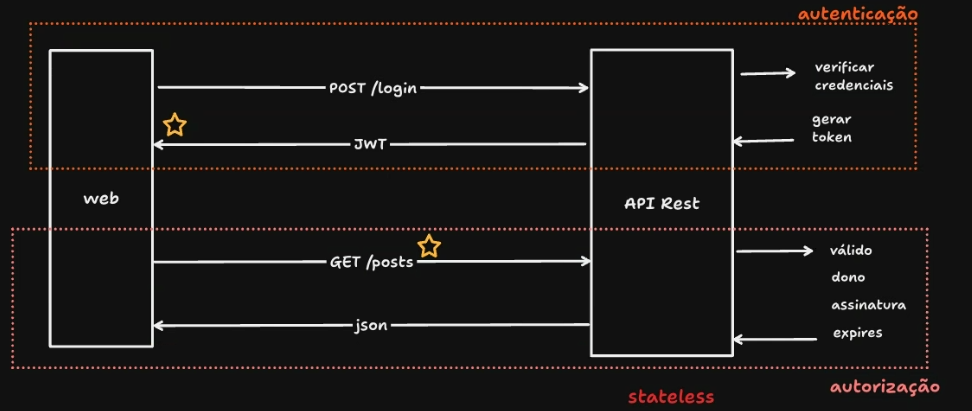 autenticação
POST /login
verificar
credenciais
gerar
token
JWT
web
API Rest
GET /posts
válido
dono
assinatura
expires
json
autorização
stateless